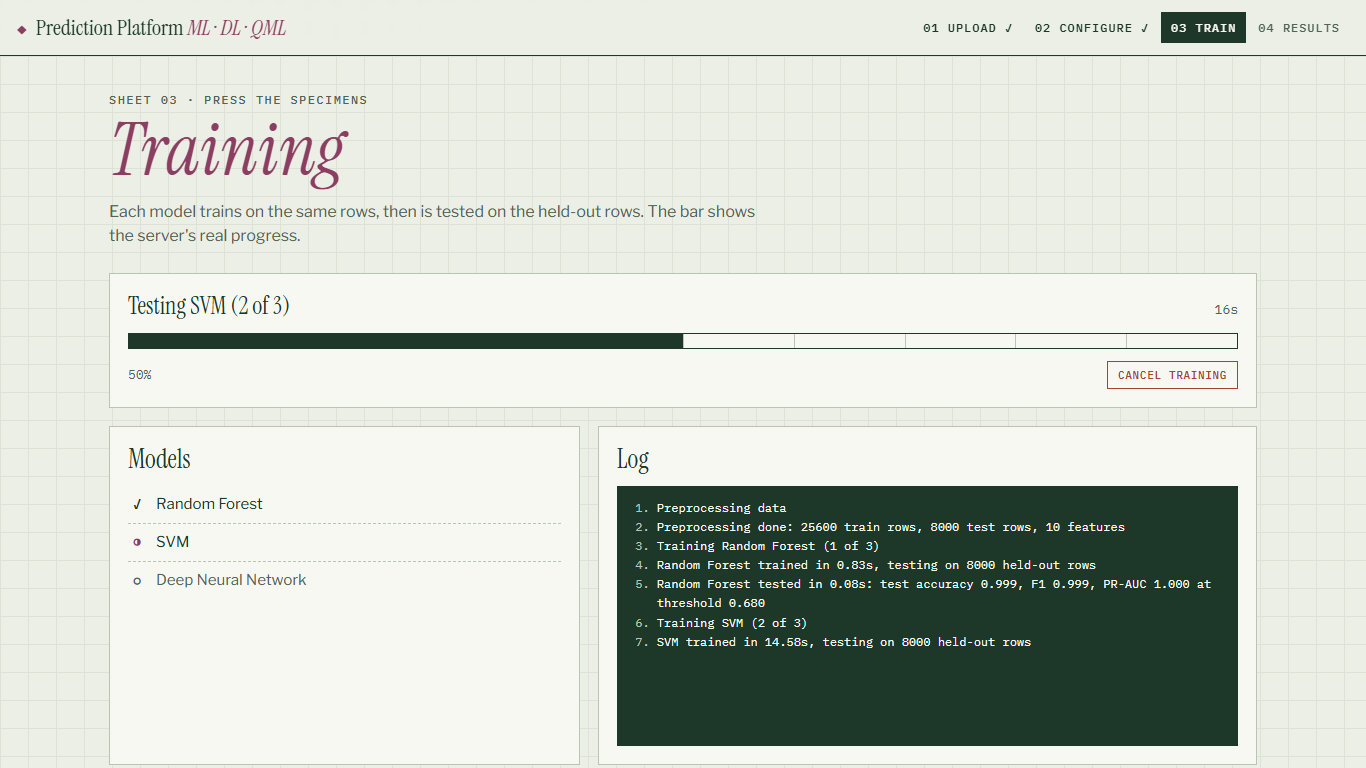 Prediction Platform ML · DL · QML
01 UPLOAD ✓ 02 CONFIGURE ✓ 03 TRAIN 04 RESULTS
SHEET 03 · PRESS THE SPECIMENS
Training
Each model trains on the same rows, then is tested on the held-out rows. The bar shows
the server's real progress.
Testing SVM (2 of 3)
16s
50%
CANCEL TRAINING
Models
✓ Random Forest
SVM
Deep Neural Network
Log
1. Preprocessing data
2. Preprocessing done: 25600 train rows, 8000 test rows, 10 features
3. Training Random Forest (1 of 3)
4. Random Forest trained in 0.83s, testing on 8000 held-out rows
5. Random Forest tested in 0.08s: test accuracy 0.999, F1 0.999, PR-AUC 1.000 at
threshold 0.680
6. Training SVM (2 of 3)
7. SVM trained in 14.58s, testing on 8000 held-out rows